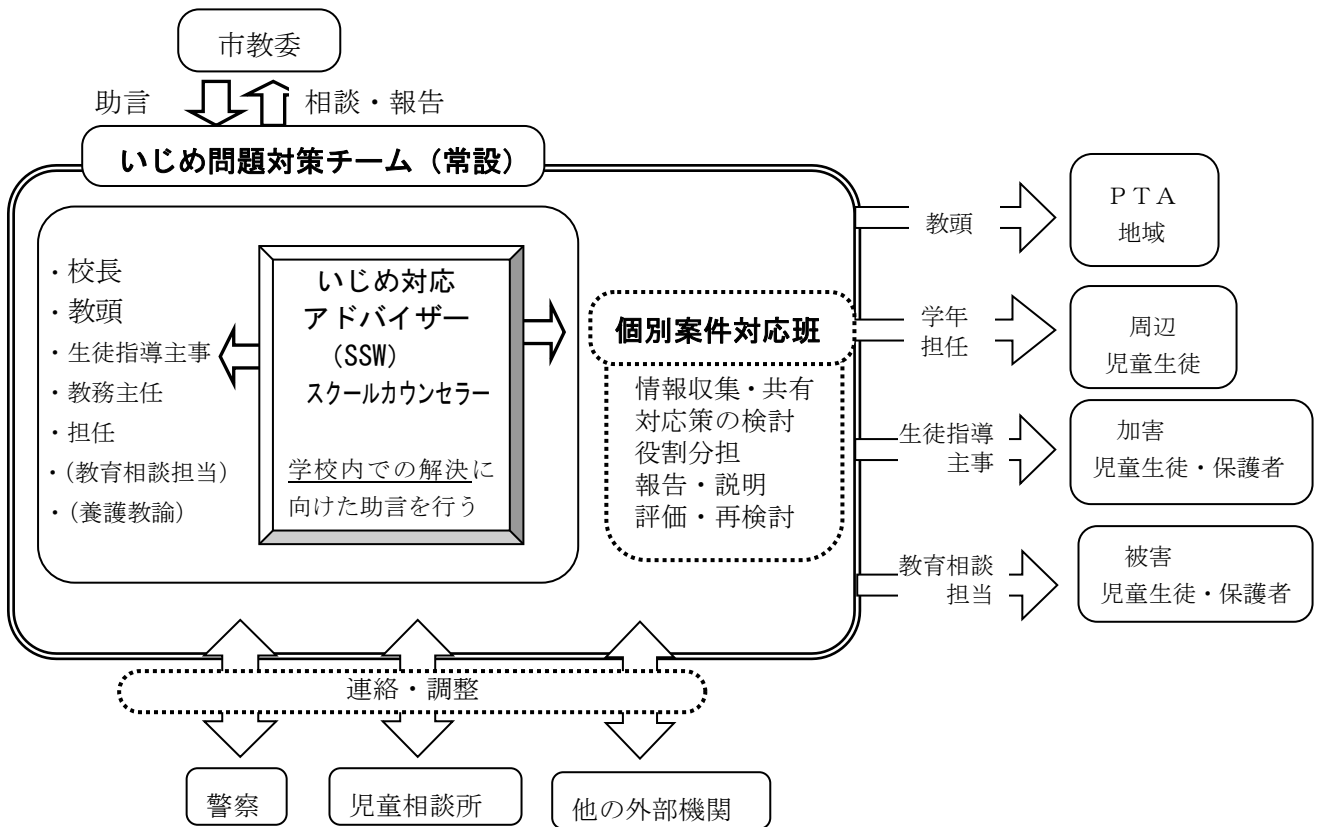 市教委
助言
相談・報告
いじめ問題対策チーム（常設）
・校長
・教頭
・生徒指導主事
・教務主任
・担任
・（教育相談担当）
・（養護教諭）
いじめ対応
アドバイザー
（SSW）
スクールカウンセラー
学校内での解決に
向けた助言を行う
個別案件対応班
情報収集・共有
対応策の検討
役割分担
報告・説明
評価・再検討
教頭
ＰＴＡ
地域
学年
担任
周辺
児童生徒
生徒指導
主事
加害
児童生徒・保護者
教育相談
担当
被害
児童生徒・保護者
連絡・調整
警察
児童相談所
他の外部機関